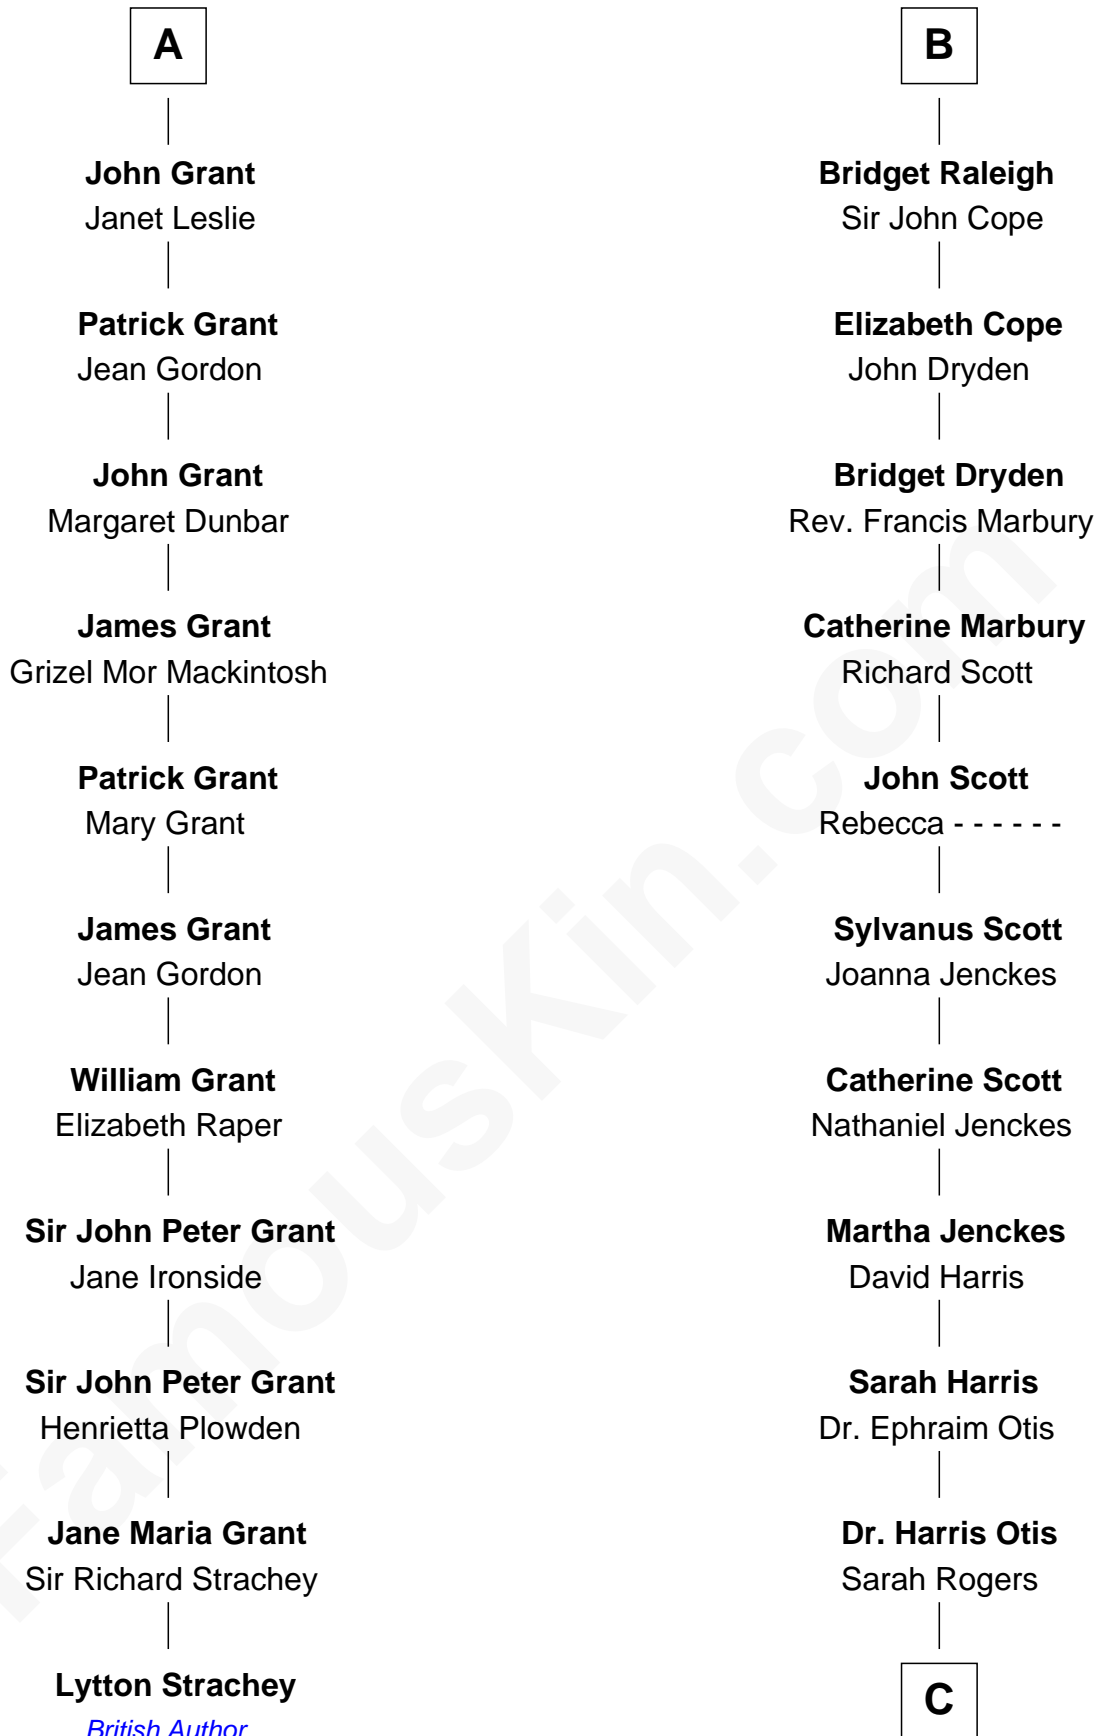 A
John Grant
Janet Leslie
Patrick Grant
Jean Gordon
John Grant
Margaret Dunbar
James Grant
Grizel Mor Mackintosh
Patrick Grant
Mary Grant
James Grant
Jean Gordon
William Grant
Elizabeth Raper
Sir John Peter Grant
Jane Ironside
Sir John Peter Grant
Henrietta Plowden
Jane Maria Grant
Sir Richard Strachey
Lytton Strachey
British Author
B
Bridget Raleigh
Sir John Cope
Elizabeth Cope
John Dryden
Bridget Dryden
Rev. Francis Marbury
Catherine Marbury
Richard Scott
John Scott
Rebecca - - - - - -
Sylvanus Scott
Joanna Jenckes
Catherine Scott
Nathaniel Jenckes
Martha Jenckes
David Harris
Sarah Harris
Dr. Ephraim Otis
Dr. Harris Otis
Sarah Rogers
C
FamousKin.com